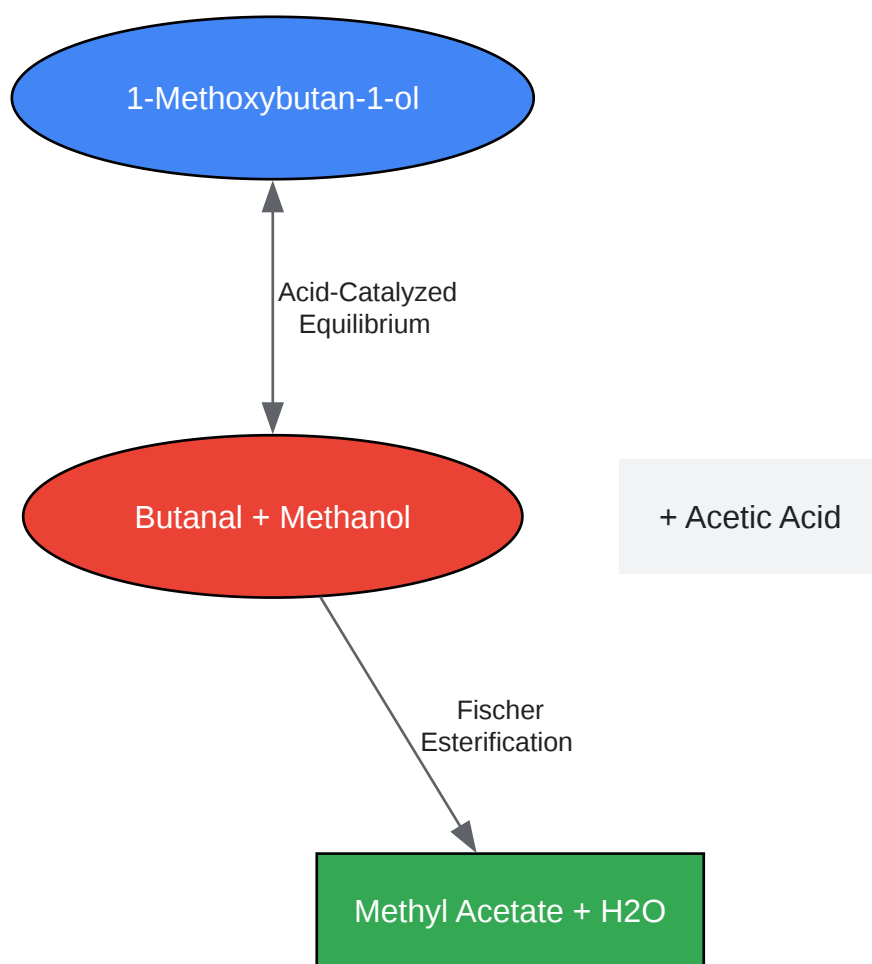 1-Methoxybutan-1-ol
Acid-Catalyzed
Equilibrium
Butanal + Methanol
+ Acetic Acid
Fischer
Esterification
Methyl Acetate + H2O